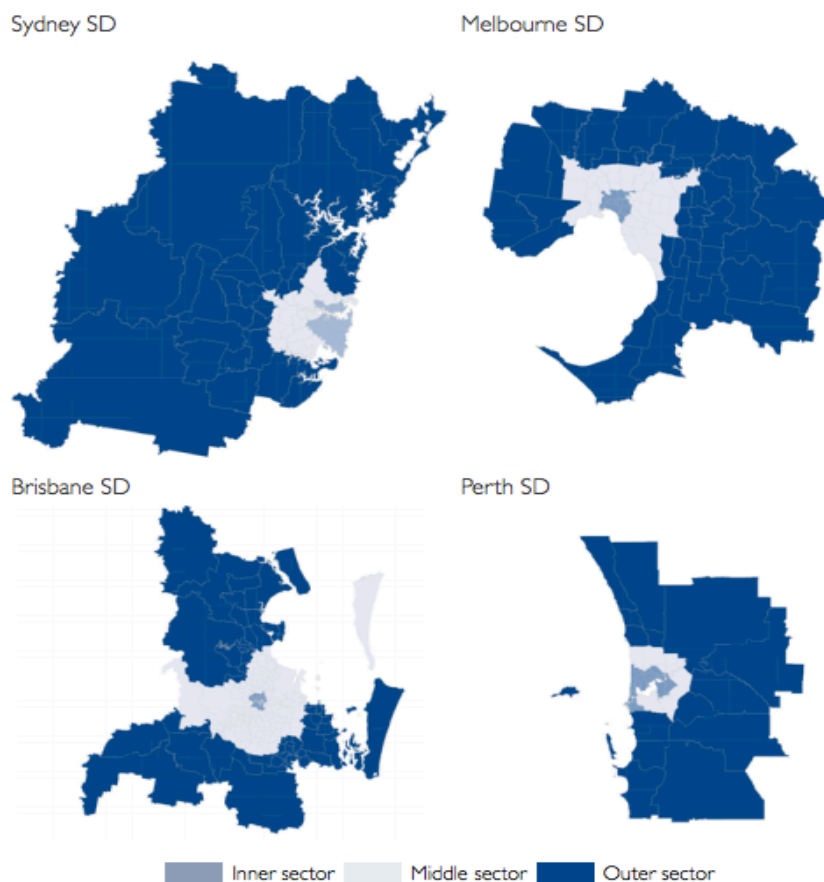 Sydney SD
Melbourne SD
Brisbane SD
Perth SD
Inner sector
Middle sector
Outer sector